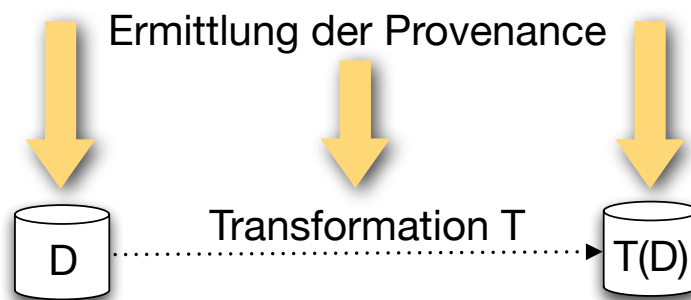 Ermittlung der Provenance
Transformation T
D
T(D)